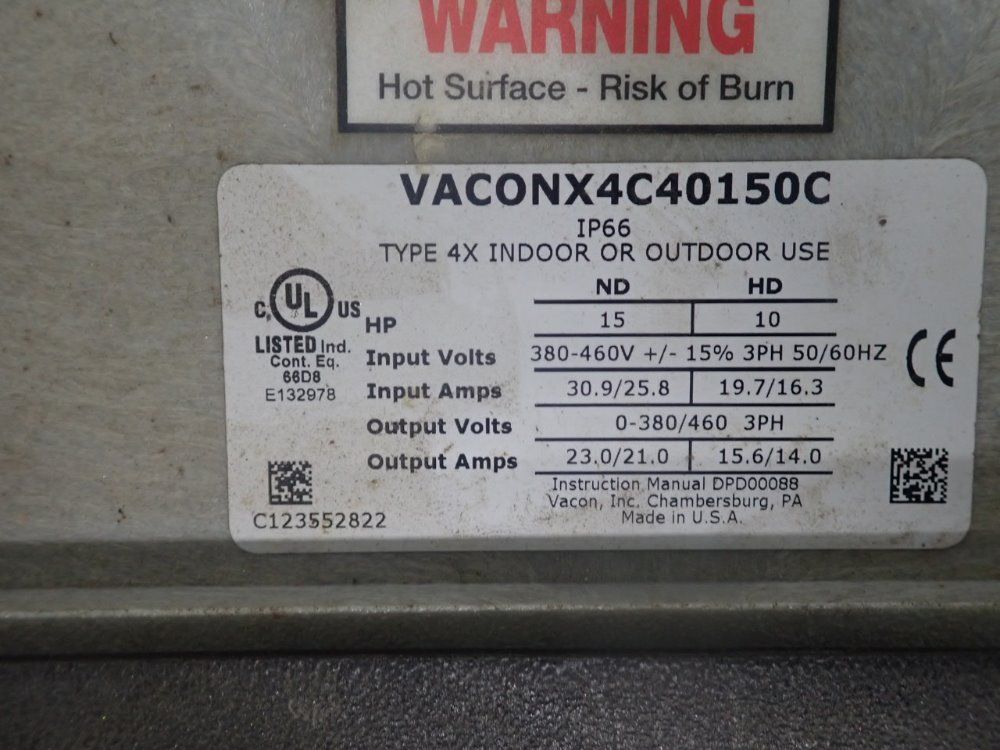 WARNING
Hot Surface - Risk of Burn
VACONX4C40150C
IP66
TYPE 4X INDOOR OR OUTDOOR USE
ND HD
C UL US
HP 15 10
LISTED Ind.
Cont. Eq.
66D8
E132978
Input Volts 380-460V +/- 15% 3PH 50/60HZ
CE
Input Amps 30.9/25.8 19.7/16.3
Output Volts 0-380/460 3PH
Output Amps 23.0/21.0 15.6/14.0
Instruction Manual DPD00088
Vacon, Inc. Chambersburg, PA
Made in U.S.A.
C123552822